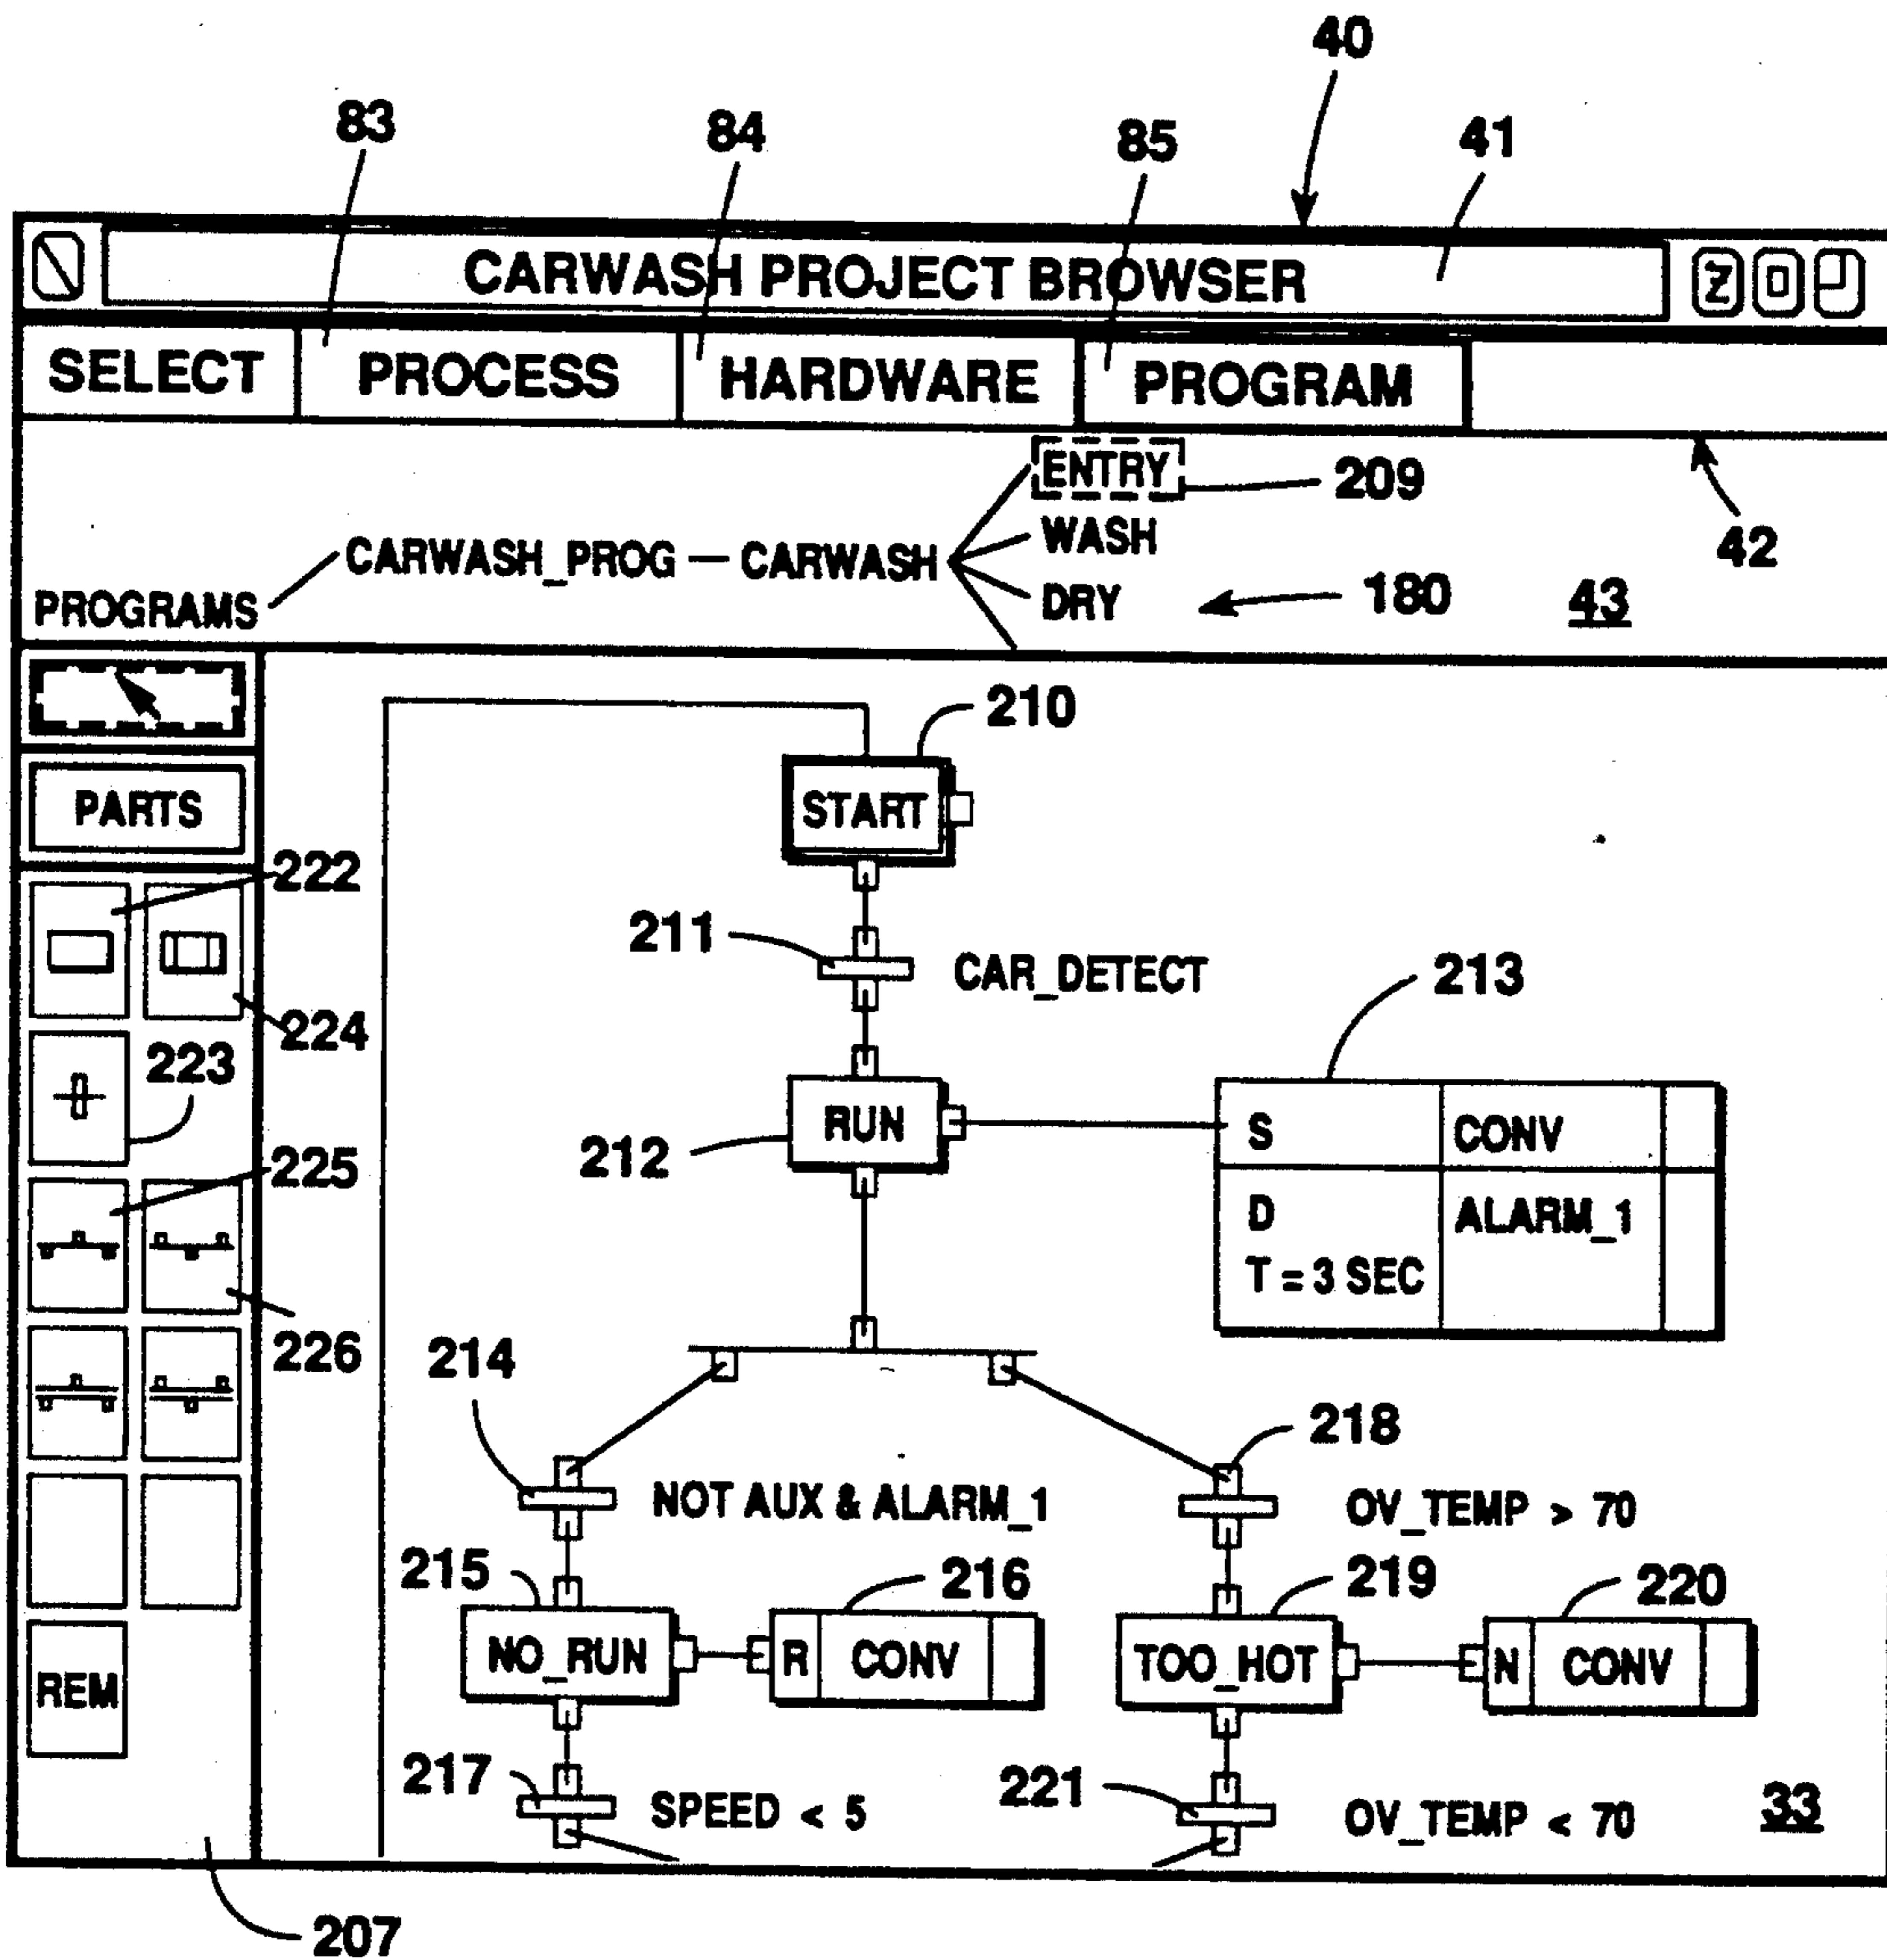 40
83
84
85
41
CARWASH PROJECT BROWSER
Z
SELECT
PROCESS
HARDWARE
PROGRAM
ENTRY
209
WASH
42
CARWASH_PROG — CARWASH
DRY
180
43
PROGRAMS
210
PARTS
START
222
211
CAR_DETECT
213
224
223
RUN
S
CONV
212
225
D
ALARM_1
T = 3 SEC
226
214
218
NOT AUX & ALARM_1
OV_TEMP > 70
215
216
219
220
NO_RUN
R
CONV
TOO_HOT
N
CONV
REM
217
SPEED < 5
221
OV_TEMP < 70
33
207